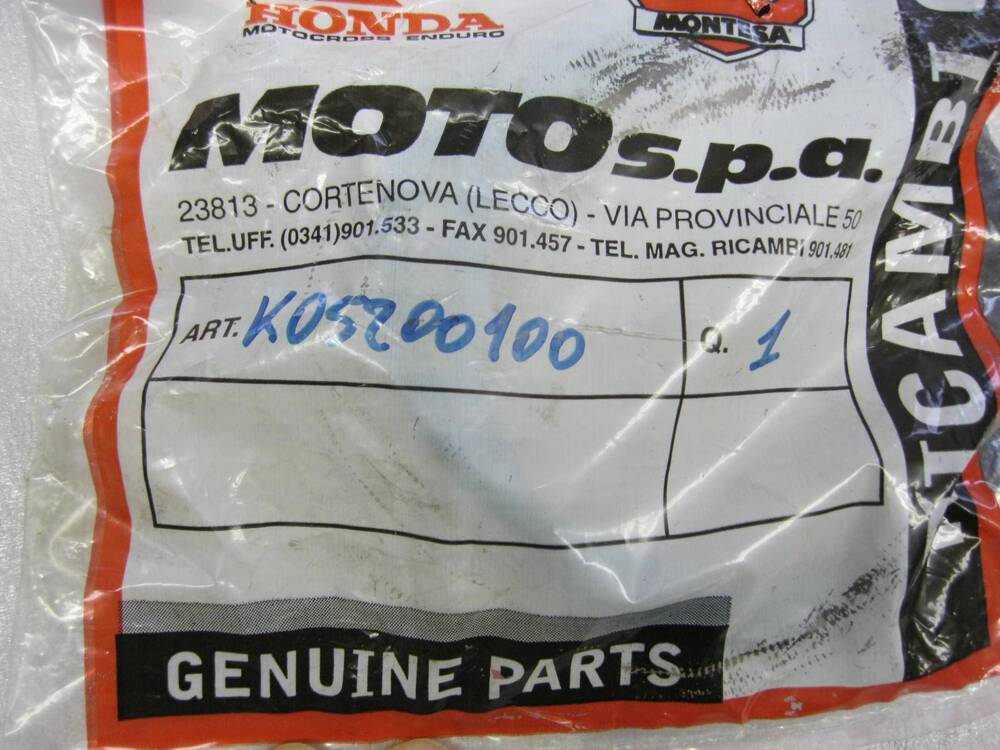 HONDA
MOTOCROSS ENDURO
MONTESA
MOTO s.p.a.
23813 - CORTENOVA (LECCO) - VIA PROVINCIALE 50
TEL.UFF. (0341)901.533 - FAX 901.457 - TEL. MAG. RICAMBI 901.481
ART. K05200100
Q. 1
GENUINE PARTS
RICAMBI